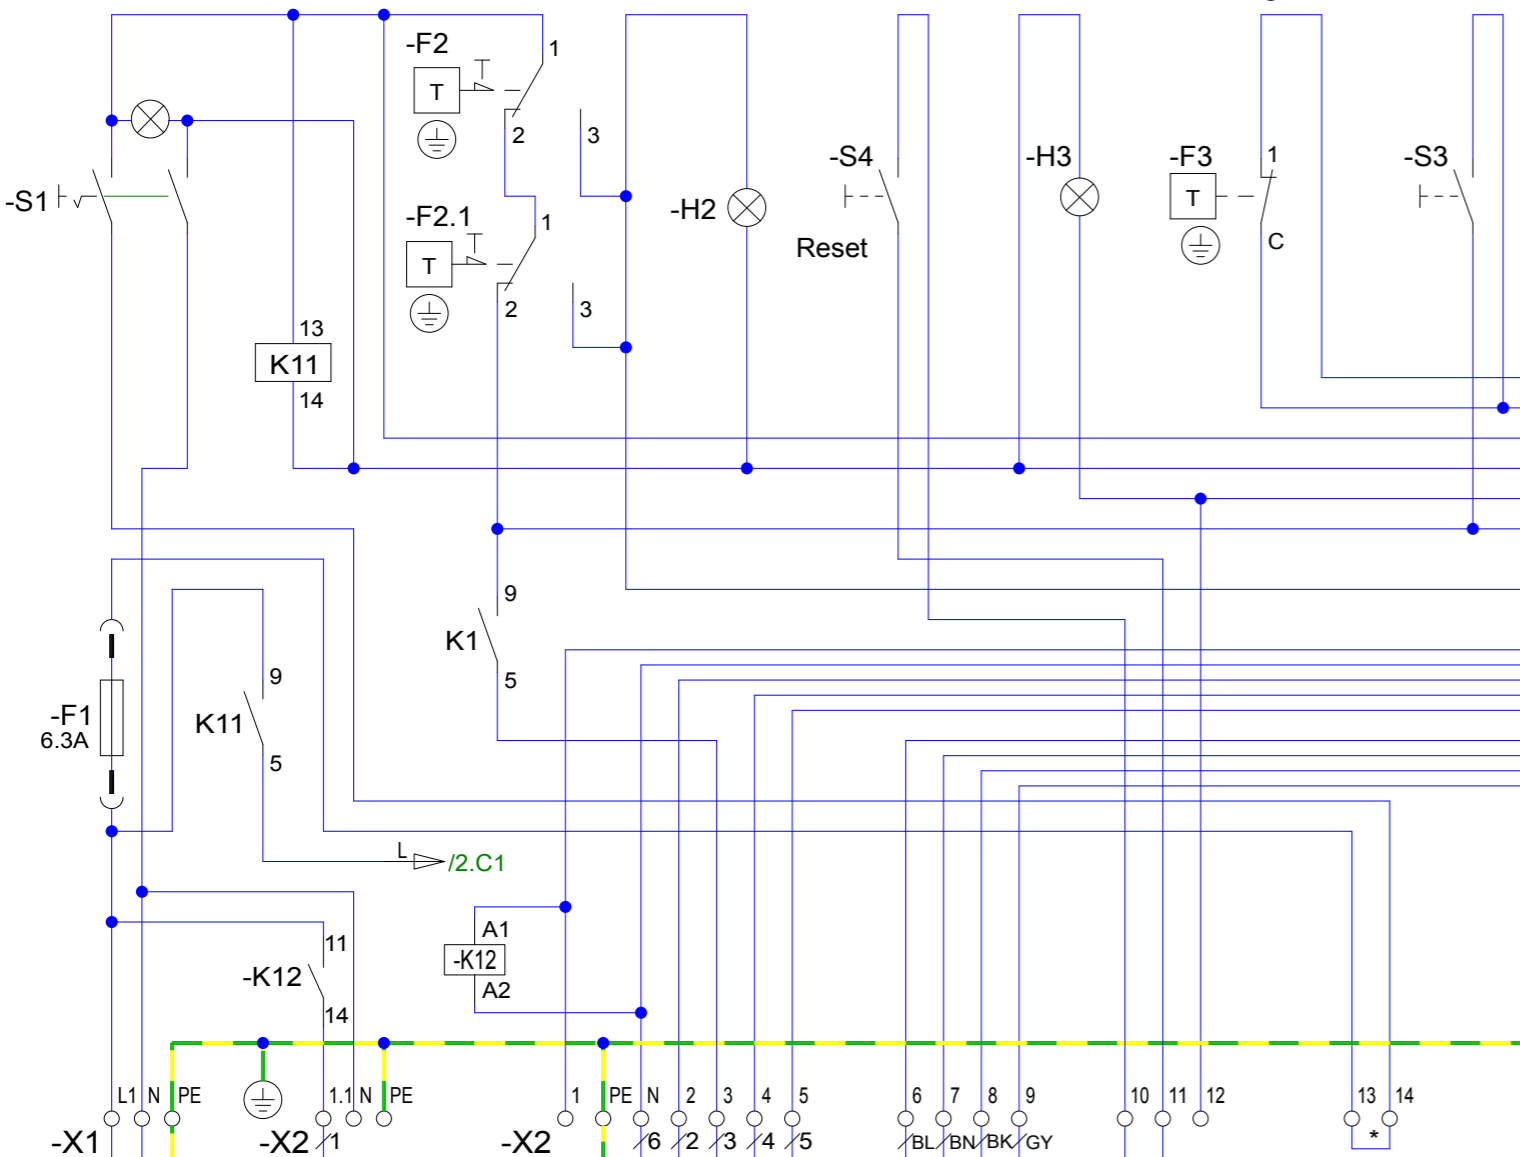 -F2
T
1
2
3
-S1
-F2.1
T
1
2
3
-H2
-S4
Reset
-H3
-F3
T
1
C
-S3
13
K11
14
9
K1
5
-F1
6.3A
9
K11
5
L
/2.C1
11
-K12
14
A1
-K12
A2
L1 N PE
1.1 N PE
1 PE N 2 3 4 5
6 7 8 9
10 11 12
13 14
-X1
-X2 1
-X2
6 2 3 4 5
BL BN BK GY
*